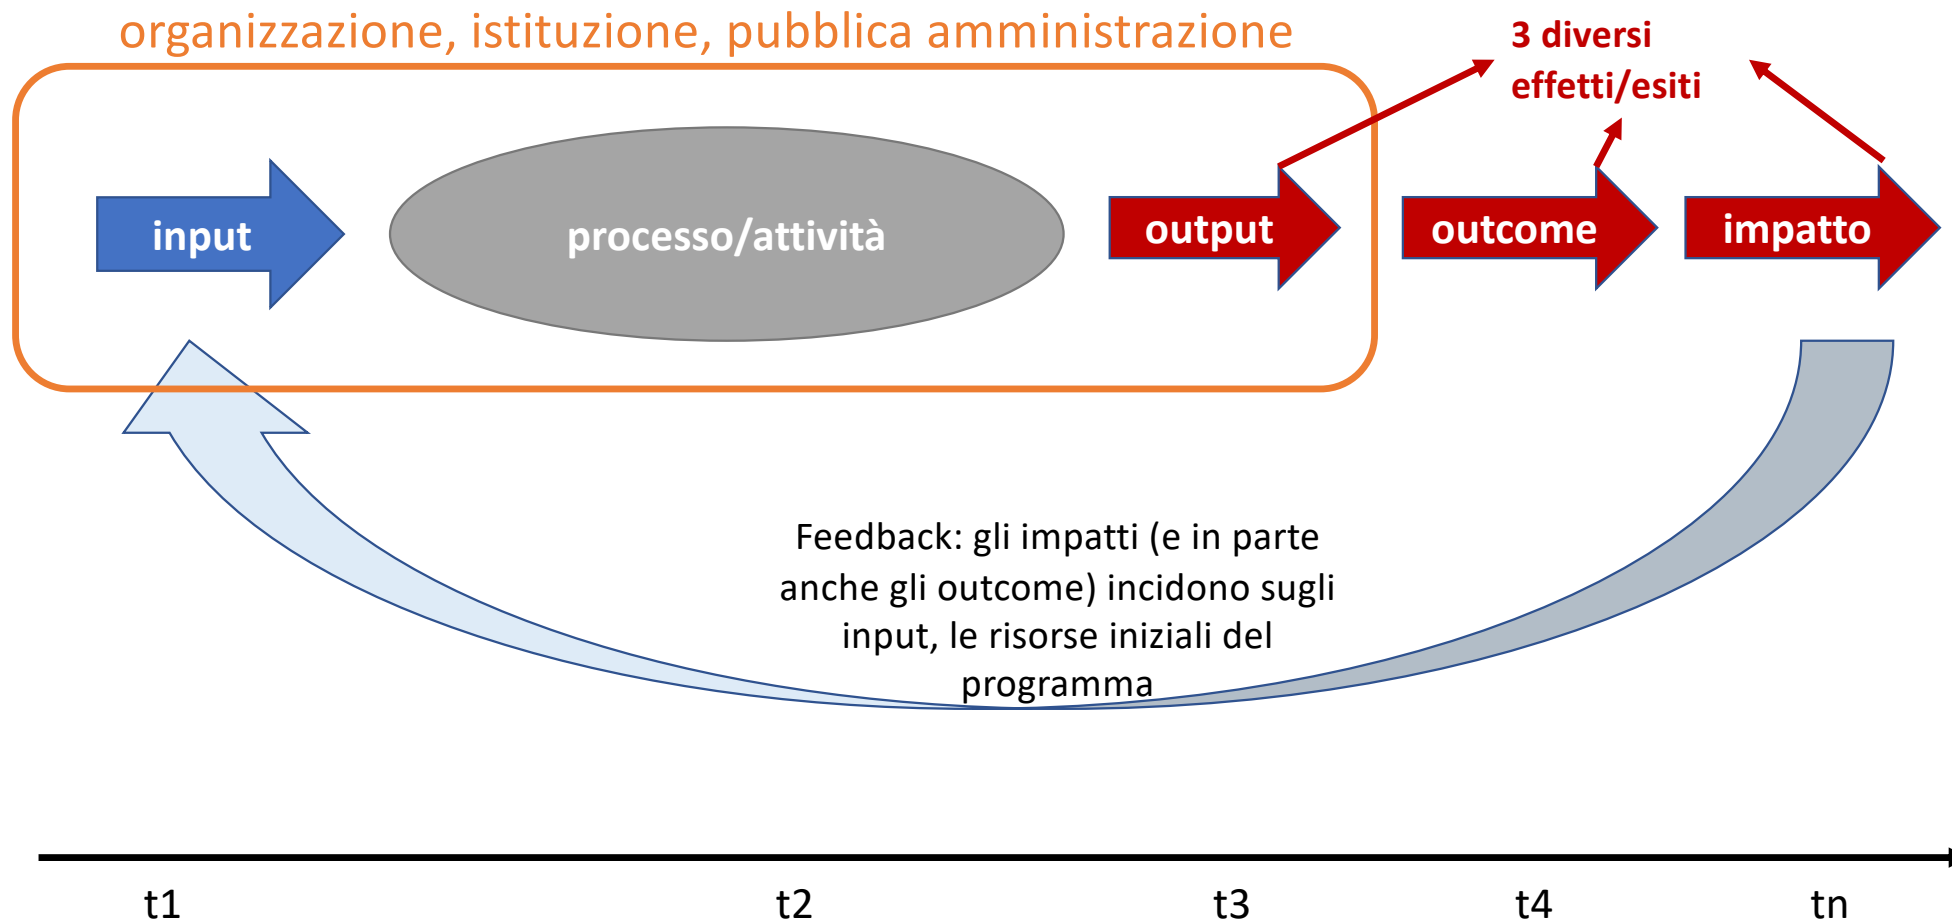 organizzazione, istituzione, pubblica amministrazione
3 diversi
effetti/esiti
input
processo/attività
output
outcome
impatto
Feedback: gli impatti (e in parte
anche gli outcome) incidono sugli
input, le risorse iniziali del
programma
t1
t2
t3
t4
tn